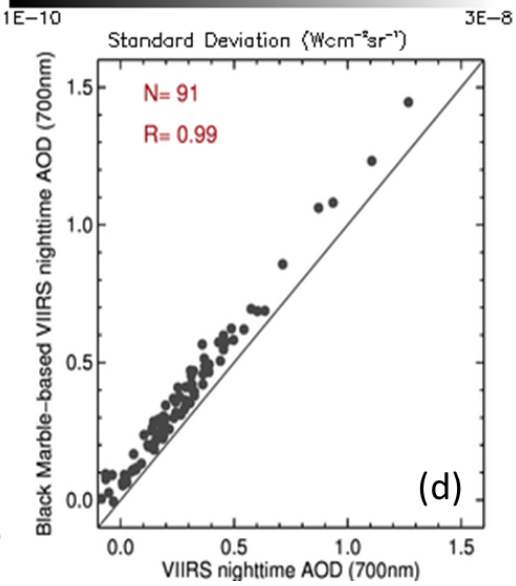 1E-10 3E-8
Standard Deviation (Wcm⁻²sr⁻¹)
Black Marble-based VIIRS nighttime AOD (700nm)
1.5
1.0
0.5
0.0
N= 91
R= 0.99
(d)
0.0 0.5 1.0 1.5
VIIRS nighttime AOD (700nm)